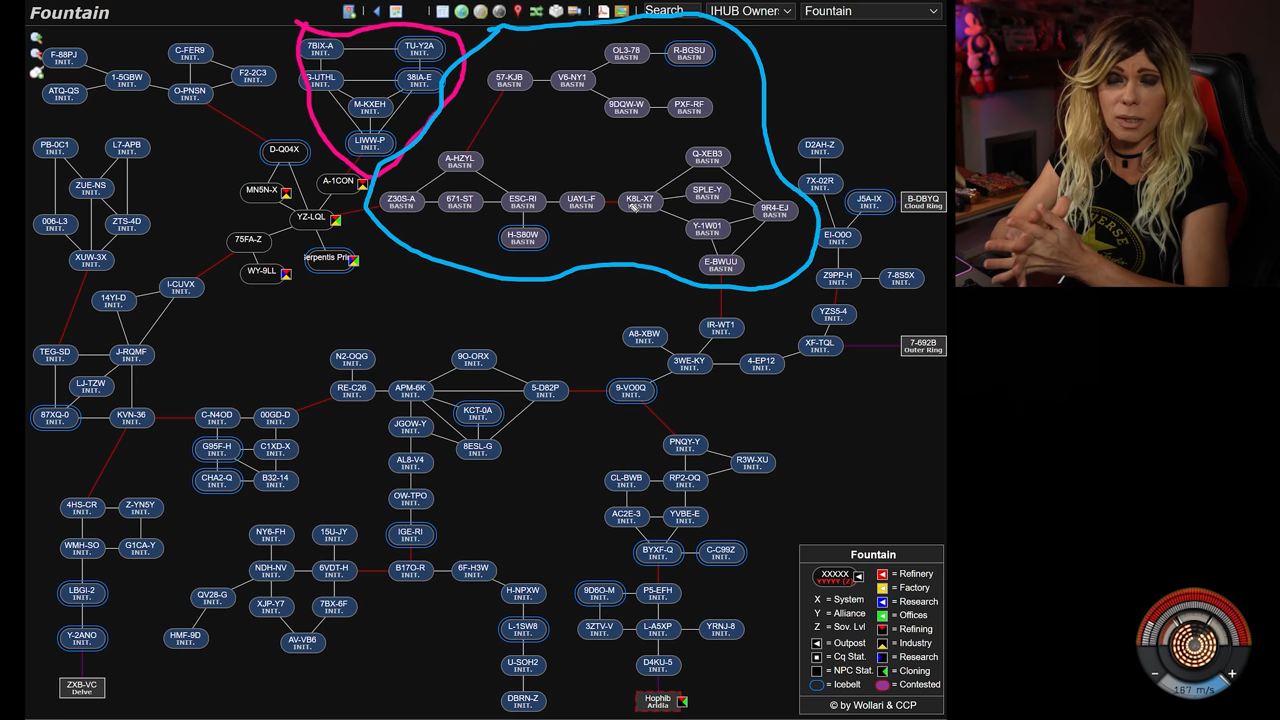 Fountain
Search
IHUB Owner
Fountain
F-88PJ
INIT.
ATQ-QS
INIT.
1-5GBW
INIT.
C-FER9
INIT.
O-PNSN
INIT.
F2-2C3
INIT.
7BIX-A
INIT.
TU-Y2A
INIT.
G-UTHL
INIT.
38IA-E
INIT.
M-KXEH
INIT.
LIWW-P
INIT.
57-KJB
BASTN
V6-NY1
BASTN
OL3-78
BASTN
R-BGSU
BASTN
9DQW-W
BASTN
PXF-RF
BASTN
PB-0C1
INIT.
L7-APB
INIT.
ZUE-NS
INIT.
006-L3
INIT.
ZTS-4D
INIT.
XUW-3X
INIT.
D-Q04X
MN5N-X
A-1CON
YZ-LQL
75FA-Z
WY-9LL
Serpentis Pri
A-HZYL
BASTN
Z30S-A
BASTN
671-ST
BASTN
ESC-RI
BASTN
UAYL-F
BASTN
K8L-X7
BASTN
H-S80W
BASTN
Q-XEB3
BASTN
SPLE-Y
BASTN
Y-1W01
BASTN
9R4-EJ
BASTN
E-BWUU
BASTN
D2AH-Z
INIT.
7X-02R
INIT.
J5A-IX
INIT.
B-DBYQ
Cloud Ring
EI-O0O
INIT.
Z9PP-H
INIT.
7-8S5X
INIT.
YZS5-4
INIT.
XF-TQL
INIT.
7-692B
Outer Ring
I-CUVX
INIT.
14YI-D
INIT.
TEG-SD
INIT.
J-RQMF
INIT.
LJ-TZW
INIT.
87XQ-0
INIT.
KVN-36
INIT.
C-N4OD
INIT.
00GD-D
INIT.
G95F-H
INIT.
C1XD-X
INIT.
CHA2-Q
INIT.
B32-14
INIT.
N2-OQG
INIT.
RE-C26
INIT.
APM-6K
INIT.
9O-ORX
INIT.
5-D82P
INIT.
KCT-0A
INIT.
JGOW-Y
INIT.
8ESL-G
INIT.
AL8-V4
INIT.
OW-TPO
INIT.
IGE-RI
INIT.
A8-XBW
INIT.
IR-WT1
INIT.
3WE-KY
INIT.
4-EP12
INIT.
9-VO0Q
INIT.
PNQY-Y
INIT.
R3W-XU
INIT.
CL-BWB
INIT.
RP2-OQ
INIT.
AC2E-3
INIT.
YVBE-E
INIT.
BYXF-Q
INIT.
C-C99Z
INIT.
4HS-CR
INIT.
Z-YN5Y
INIT.
WMH-SO
INIT.
G1CA-Y
INIT.
LBGI-2
INIT.
Y-2ANO
INIT.
ZXB-VC
Delve
NY6-FH
INIT.
15U-JY
INIT.
NDH-NV
INIT.
6VDT-H
INIT.
B17O-R
INIT.
6F-H3W
INIT.
QV28-G
INIT.
XJP-Y7
INIT.
7BX-6F
INIT.
HMF-9D
INIT.
AV-VB6
INIT.
H-NPXW
INIT.
L-1SW8
INIT.
U-SOH2
INIT.
DBRN-Z
INIT.
9D6O-M
INIT.
P5-EFH
INIT.
3ZTV-V
INIT.
L-A5XP
INIT.
YRNJ-8
INIT.
D4KU-5
INIT.
Hophib
Aridia
Fountain
XXXXX
YYYYY (Z)
X = System
Y = Alliance
Z = Sov. Lvl
= Outpost
= Cq Stat.
= NPC Stat.
= Icebelt
= Refinery
= Factory
= Research
= Offices
= Refining
= Industry
= Research
= Cloning
= Contested
© by Wollari & CCP
VERSE
167 m/s